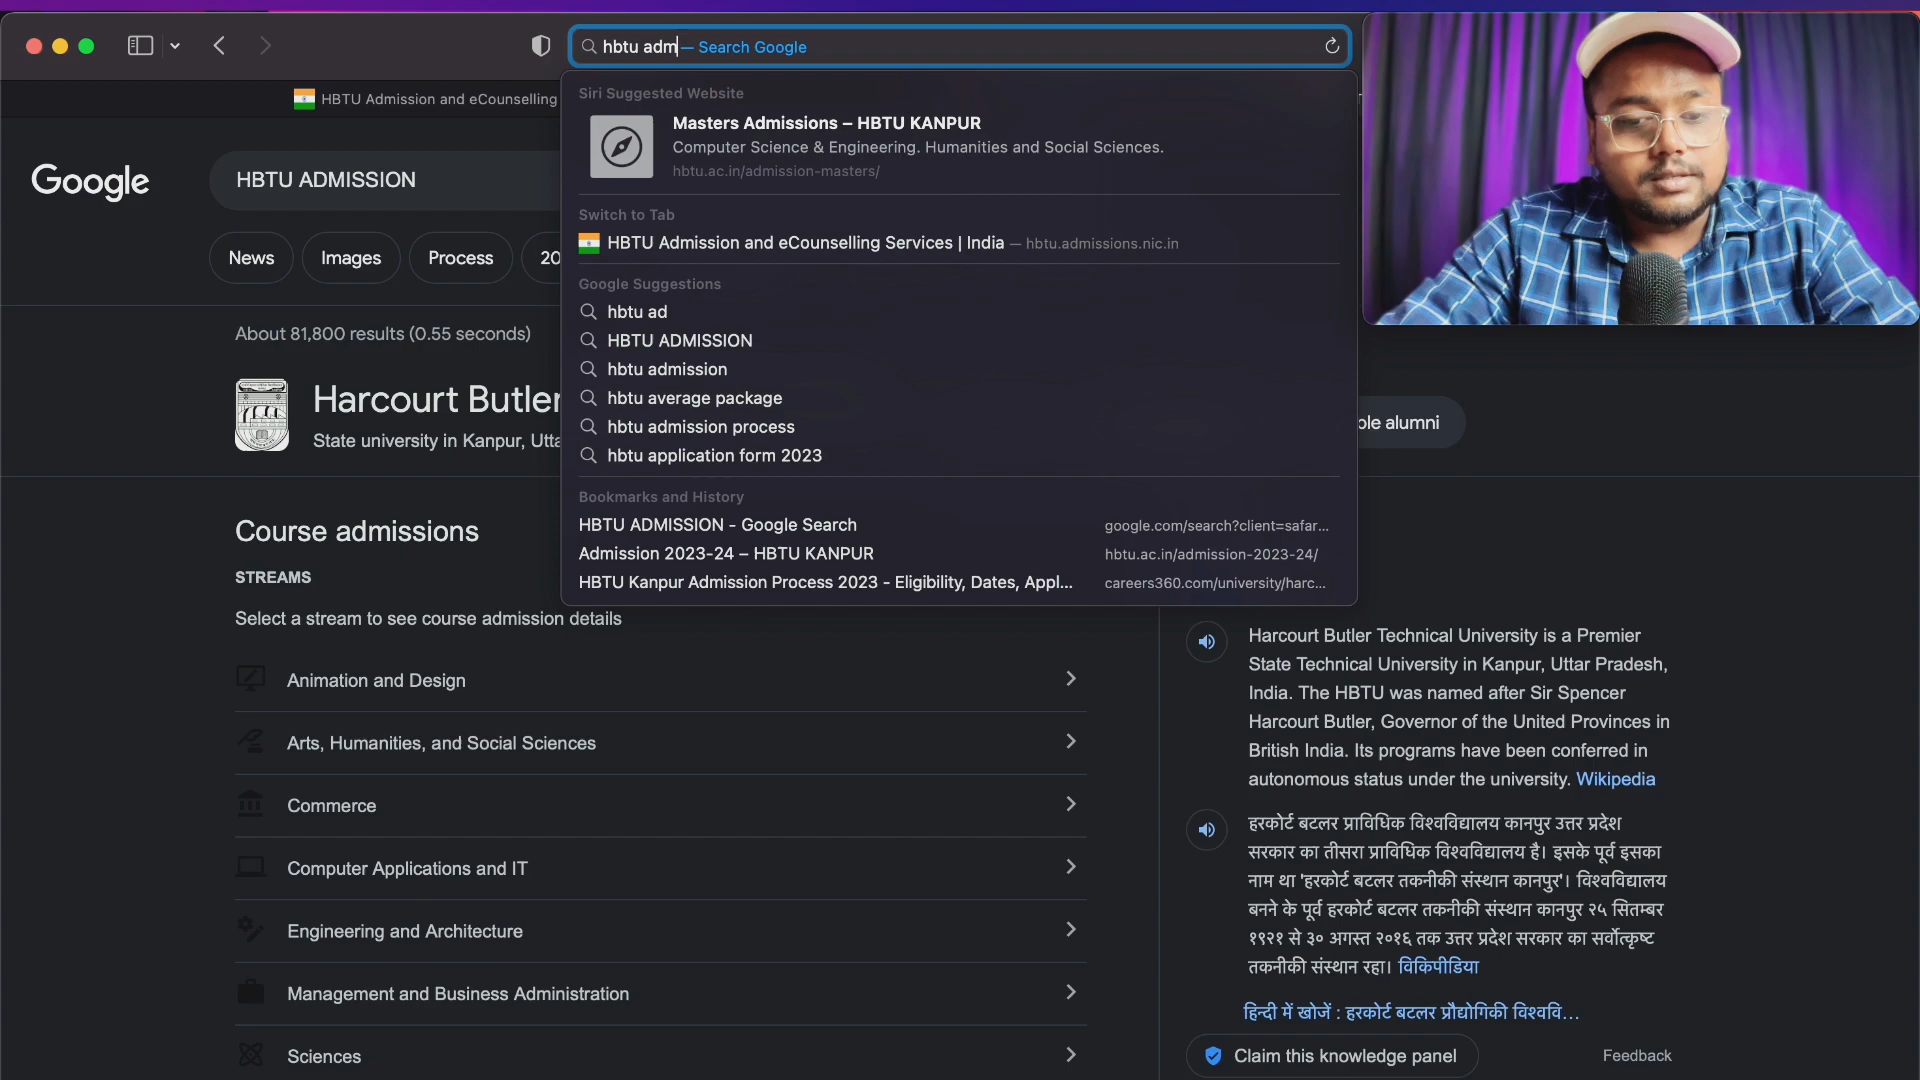 hbtu adm — Search Google
HBTU Admission and eCounselling
Siri Suggested Website
Masters Admissions – HBTU KANPUR
Computer Science & Engineering. Humanities and Social Sciences.
hbtu.ac.in/admission-masters/
Switch to Tab
HBTU Admission and eCounselling Services | India — hbtu.admissions.nic.in
Google Suggestions
hbtu ad
HBTU ADMISSION
hbtu admission
hbtu average package
hbtu admission process
hbtu application form 2023
Bookmarks and History
HBTU ADMISSION - Google Search google.com/search?client=safar...
Admission 2023-24 – HBTU KANPUR hbtu.ac.in/admission-2023-24/
HBTU Kanpur Admission Process 2023 - Eligibility, Dates, Appl... careers360.com/university/harc...
Google
HBTU ADMISSION
News Images Process 20
About 81,800 results (0.55 seconds)
Harcourt Butler
State university in Kanpur, Utta
ble alumni
Course admissions
STREAMS
Select a stream to see course admission details
Animation and Design
Arts, Humanities, and Social Sciences
Commerce
Computer Applications and IT
Engineering and Architecture
Management and Business Administration
Sciences
Harcourt Butler Technical University is a Premier
State Technical University in Kanpur, Uttar Pradesh,
India. The HBTU was named after Sir Spencer
Harcourt Butler, Governor of the United Provinces in
British India. Its programs have been conferred in
autonomous status under the university. Wikipedia
हरकोर्ट बटलर प्राविधिक विश्वविद्यालय कानपुर उत्तर प्रदेश
सरकार का तीसरा प्राविधिक विश्वविद्यालय है। इसके पूर्व इसका
नाम था 'हरकोर्ट बटलर तकनीकी संस्थान कानपुर'। विश्वविद्यालय
बनने के पूर्व हरकोर्ट बटलर तकनीकी संस्थान कानपुर २५ सितम्बर
१९२१ से ३० अगस्त २०१६ तक उत्तर प्रदेश सरकार का सर्वोत्कृष्ट
तकनीकी संस्थान रहा। विकिपीडिया
हिन्दी में खोजें : हरकोर्ट बटलर प्रौद्योगिकी विश्ववि...
Claim this knowledge panel
Feedback